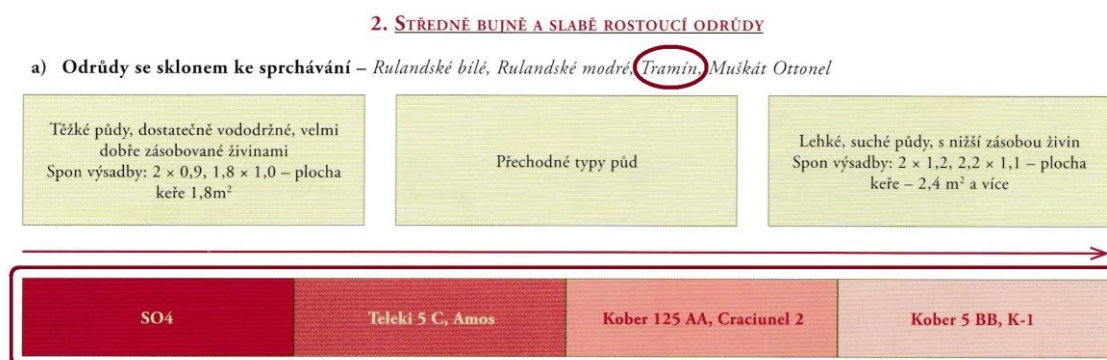 2. STŘEDNĚ BUJNĚ A SLABĚ ROSTOUCÍ ODRŮDY
a) Odrůdy se sklonem ke sprchávání – Rulandské bílé, Rulandské modré, Tramín, Muškát Ottonel
Těžké půdy, dostatečně vododržné, velmi
dobře zásobované živinami
Spon výsadby: 2 × 0,9, 1,8 × 1,0 – plocha
keře 1,8m²
Přechodné typy půd
Lehké, suché půdy, s nižší zásobou živin
Spon výsadby: 2 × 1,2, 2,2 × 1,1 – plocha
keře – 2,4 m² a více
SO4
Teleki 5 C, Amos
Kober 125 AA, Craciunel 2
Kober 5 BB, K-1